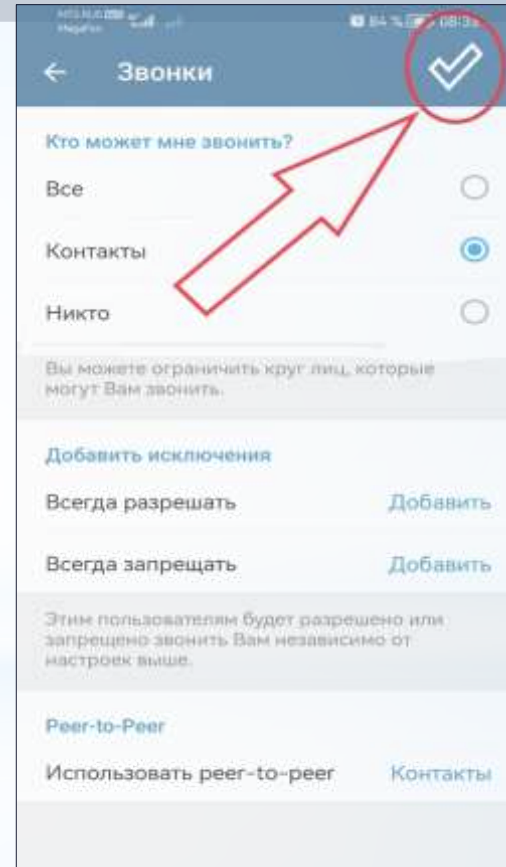 MegaFon
84 %
Звонки
Кто может мне звонить?
Все
Контакты
Никто
Вы можете ограничить круг лиц, которые
могут Вам звонить.
Добавить исключения
Всегда разрешать Добавить
Всегда запрещать Добавить
Этим пользователям будет разрешено или
запрещено звонить Вам независимо от
настроек выше.
Peer-to-Peer
Использовать peer-to-peer Контакты